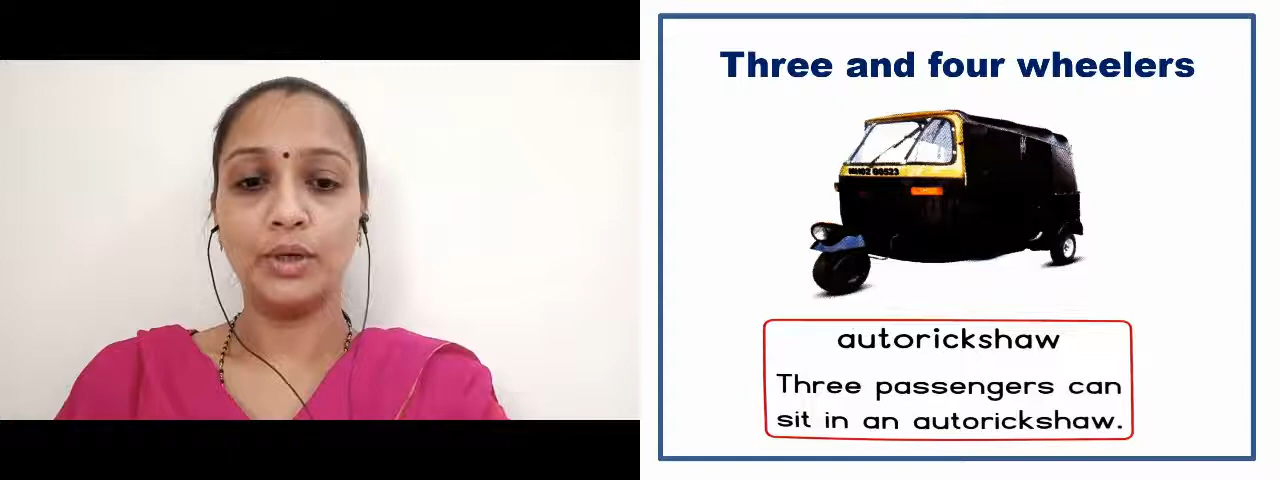 Three and four wheelers
autorickshaw
Three passengers can
sit in an autorickshaw.